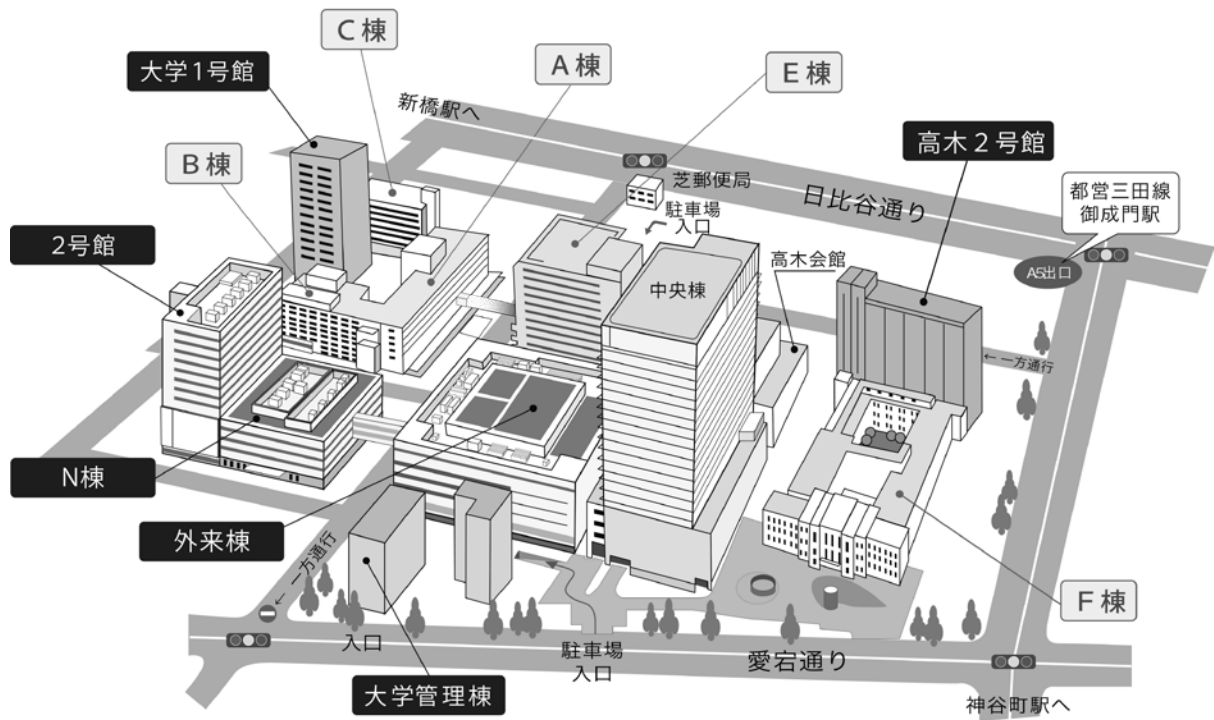 C棟
大学1号館
A棟
E棟
新橋駅へ
高木2号館
B棟
芝郵便局
日比谷通り
都営三田線
御成門駅
駐車場
入口
2号館
高木会館
A5出口
中央棟
← 一方通行
N棟
外来棟
← 一方通行
F棟
入口
駐車場
入口
愛宕通り
大学管理棟
神谷町駅へ